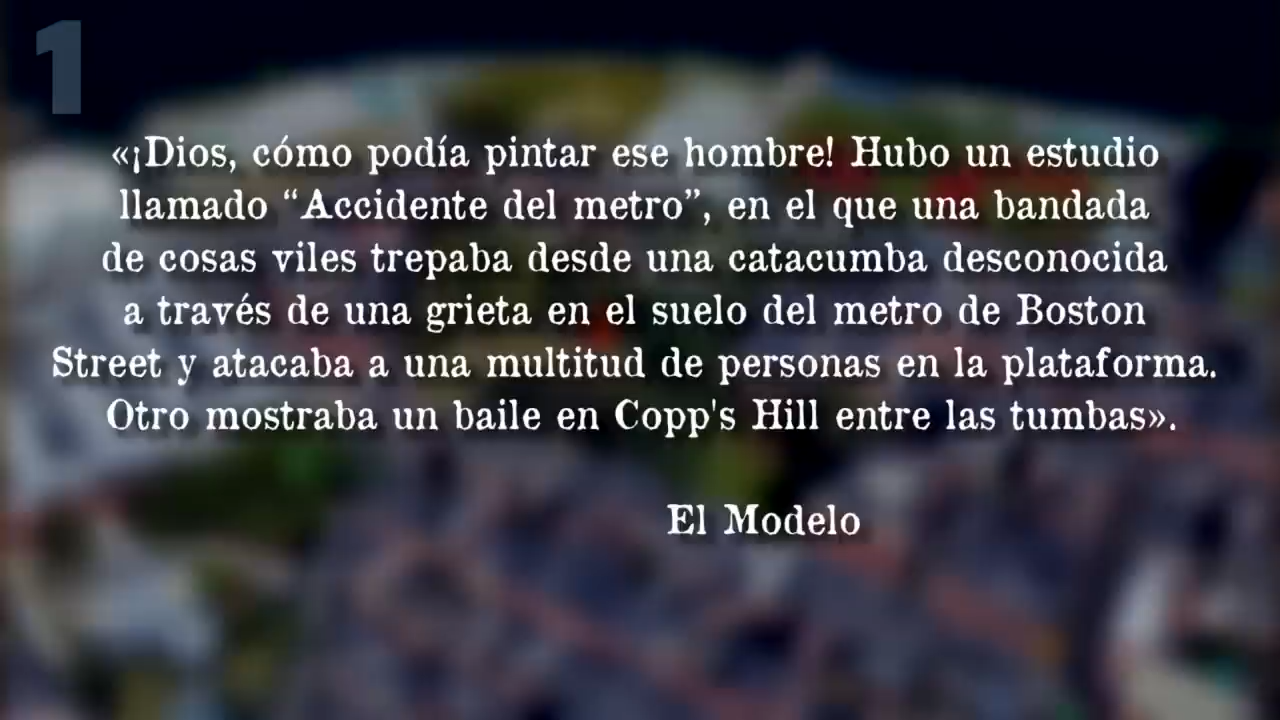 1
«¡Dios, cómo podía pintar ese hombre! Hubo un estudio
llamado “Accidente del metro”, en el que una bandada
de cosas viles trepaba desde una catacumba desconocida
a través de una grieta en el suelo del metro de Boston
Street y atacaba a una multitud de personas en la plataforma.
Otro mostraba un baile en Copp's Hill entre las tumbas».
El Modelo